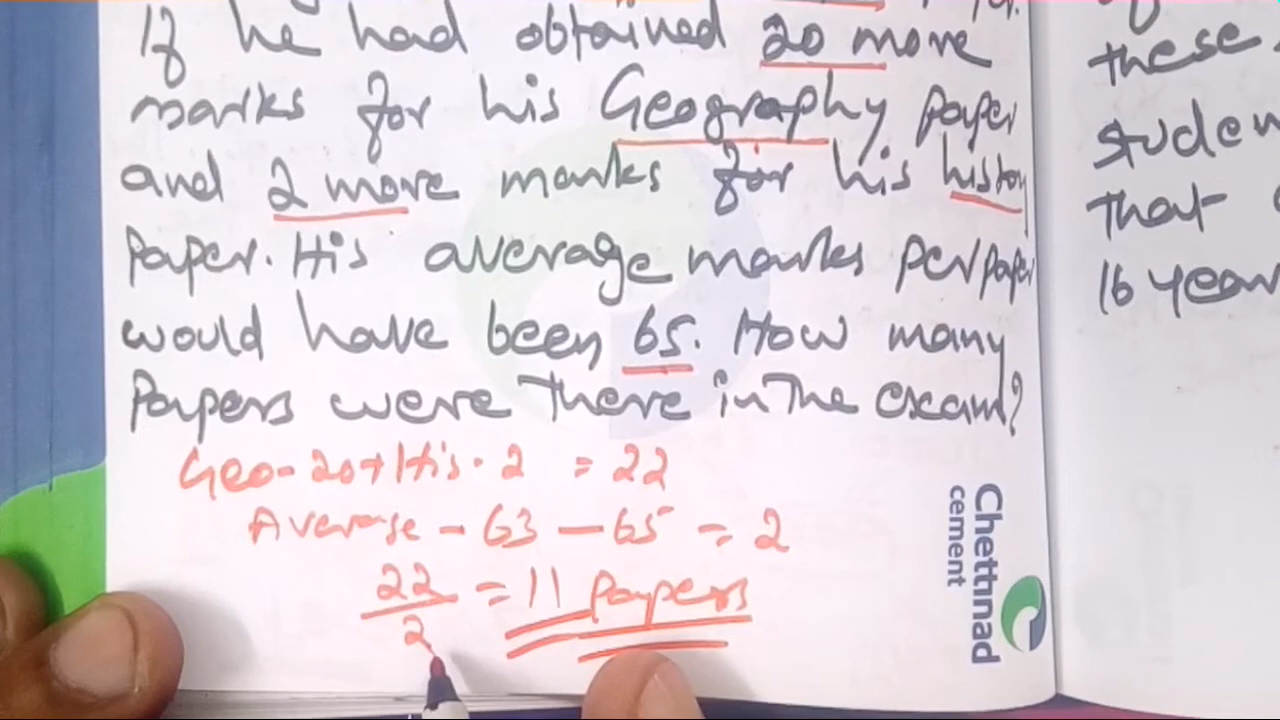 If he had obtained 20 more
marks for his Geography paper
and 2 more marks for his history
paper. His average marks per paper
would have been 65. How many
Papers were there in the exam?
Geo-20+His-2 = 22
Average - 63 - 65 = 2
22/2 = 11 papers
Chettinad
cement
these
studen
that
16 year